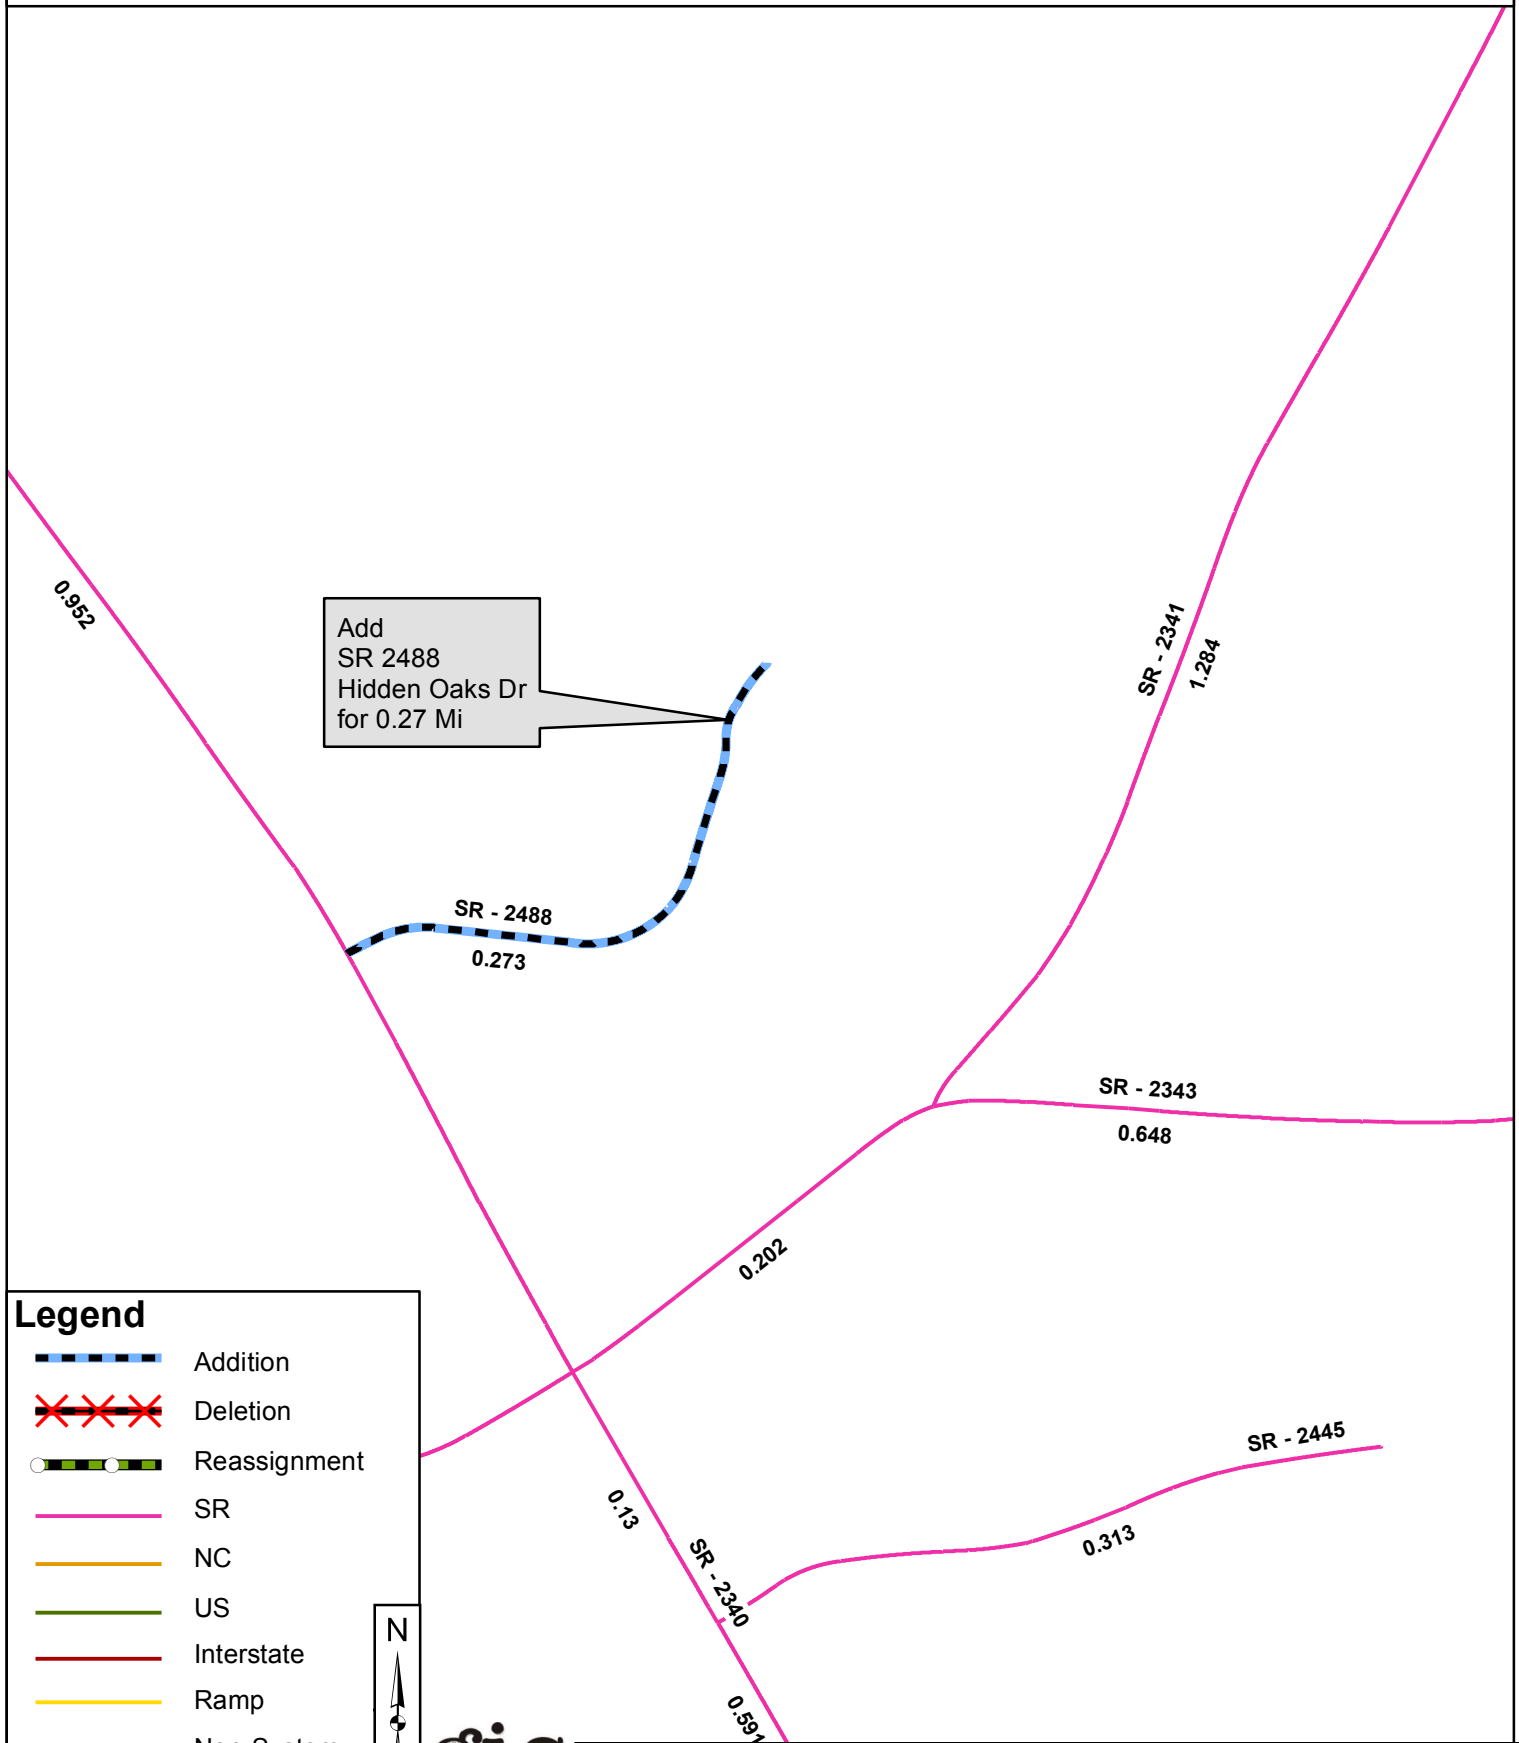 0.952
Add
SR 2488
Hidden Oaks Dr
for 0.27 Mi
SR - 2341
1.284
SR - 2488
0.273
SR - 2343
0.648
0.202
Legend
Addition
Deletion
Reassignment
SR
NC
US
Interstate
Ramp
N
0.13
SR - 2340
SR - 2445
0.313
0.591